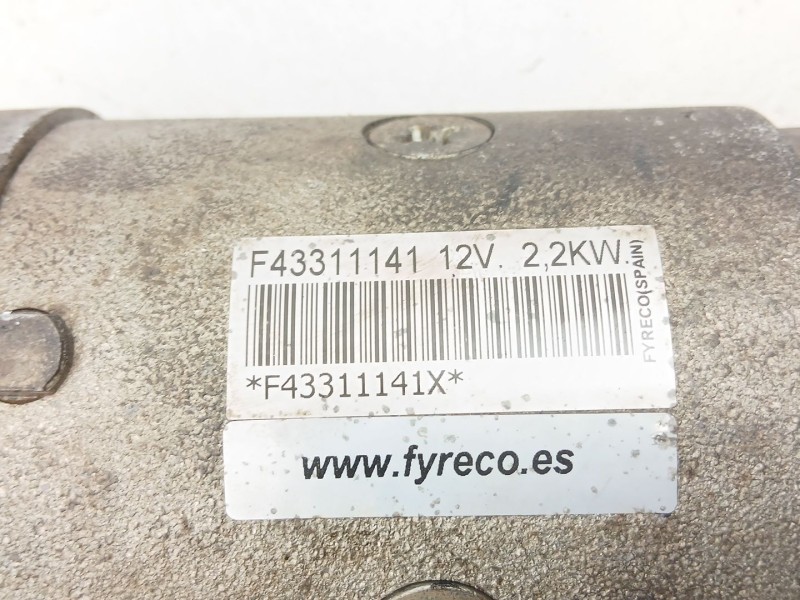 F43311141 12V. 2,2KW.
FYRECO(SPAIN)
*F43311141X*
www.fyreco.es